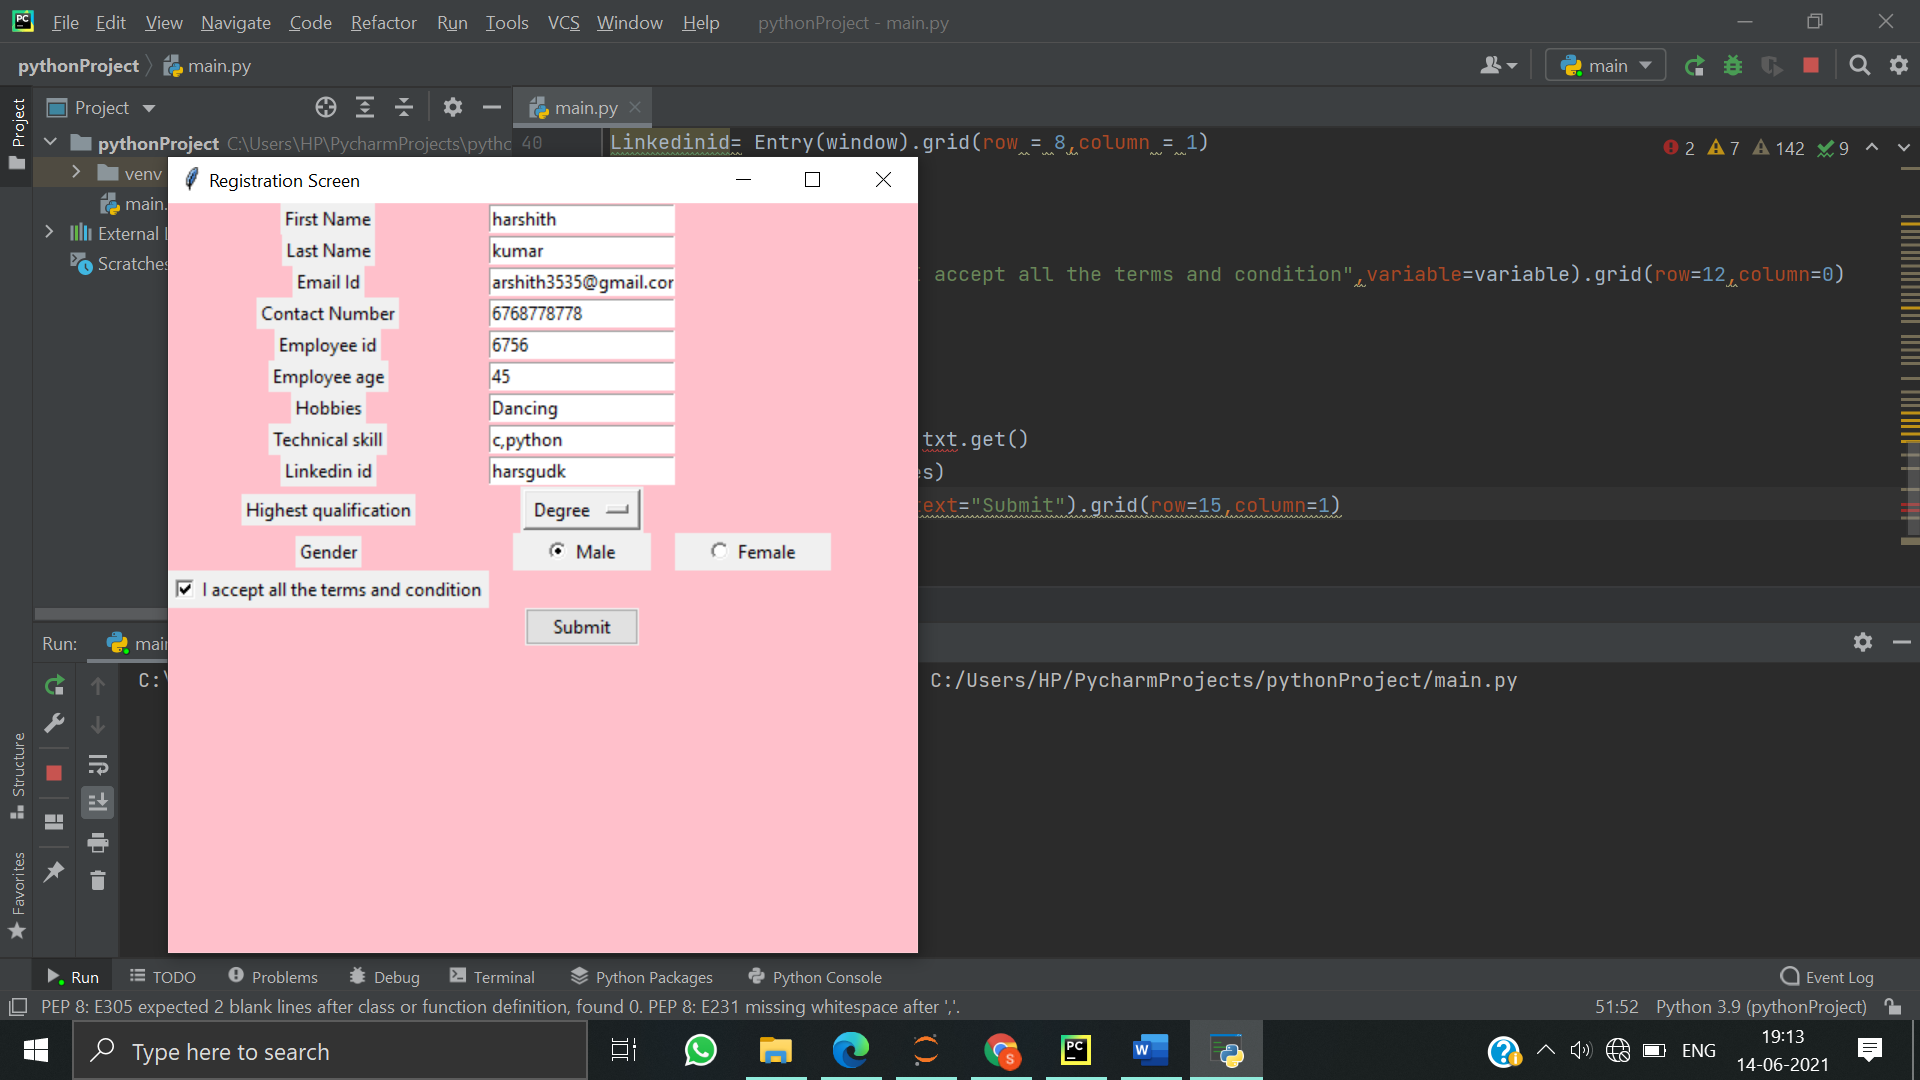 File Edit View Navigate Code Refactor Run Tools VCS Window Help pythonProject - main.py
pythonProject main.py main
Project main.py
Project
pythonProject C:\Users\HP\PycharmProjects\pythc
venv
main.
External
Scratches
40 Linkedinid= Entry(window).grid(row = 8,column = 1)
2 7 142 9
accept all the terms and condition",variable=variable).grid(row=12,column=0)
txt.get()
s)
text="Submit").grid(row=15,column=1)
Registration Screen
First Name harshith
Last Name kumar
Email Id arshith3535@gmail.cor
Contact Number 6768778778
Employee id 6756
Employee age 45
Hobbies Dancing
Technical skill c,python
Linkedin id harsgudk
Highest qualification Degree
Gender Male Female
I accept all the terms and condition
Submit
Run: main
C:\ C:/Users/HP/PycharmProjects/pythonProject/main.py
Structure
Favorites
Run TODO Problems Debug Terminal Python Packages Python Console Event Log
PEP 8: E305 expected 2 blank lines after class or function definition, found 0. PEP 8: E231 missing whitespace after ','. 51:52 Python 3.9 (pythonProject)
Type here to search ENG 19:13
14-06-2021